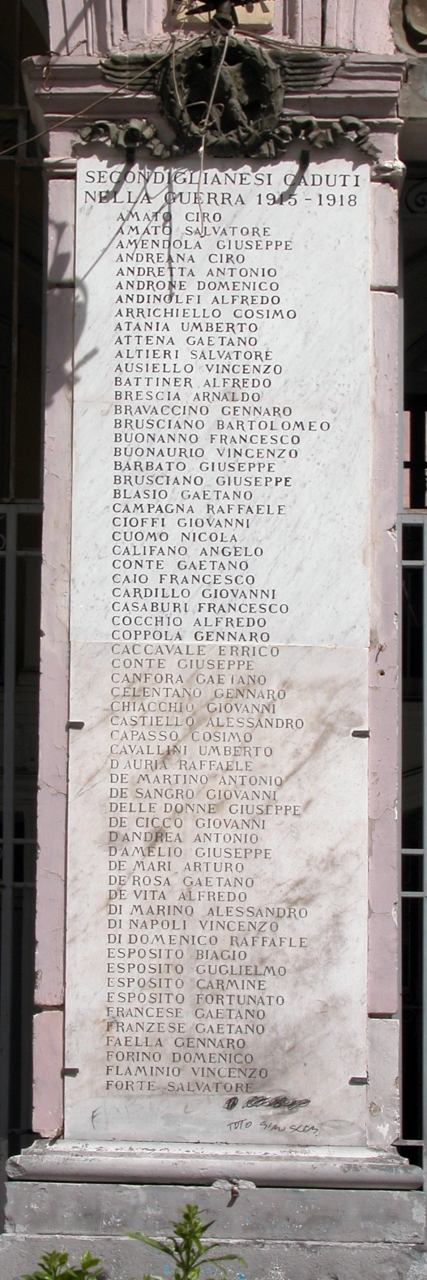 SECONDIGLIANESI CADUTI
NELLA GUERRA 1915-1918
AMATO CIRO
AMATO SALVATORE
AMENDOLA GIUSEPPE
ANDREANA CIRO
ANDRETTA ANTONIO
ANDRONE DOMENICO
ANDINOLFI ALFREDO
ARRICHIELLO COSIMO
ATANIA UMBERTO
ATTENA GAETANO
ALTIERI SALVATORE
AUSIELLO VINCENZO
BATTINER ALFREDO
BRESCIA ARNALDO
BRAVACCINO GENNARO
BRUSCIANO BARTOLOMEO
BUONANNO FRANCESCO
BUONAURIO VINCENZO
BARBATO GIUSEPPE
BRUSCIANO GIUSEPPE
BLASIO GAETANO
CAMPAGNA RAFFAELE
CIOFFI GIOVANNI
CUOMO NICOLA
CALIFANO ANGELO
CONTE GAETANO
CAIO FRANCESCO
CARDILLO GIOVANNI
CASABURI FRANCESCO
COCCHIO ALFREDO
COPPOLA GENNARO
CACCAVALE ERRICO
CONTE GIUSEPPE
CANFORA GAETANO
CELENTANO GENNARO
CHIACCHIO GIOVANNI
CASTIELLO ALESSANDRO
CAPASSO COSIMO
CAVALLINI UMBERTO
D'AURIA RAFFAELE
DE MARTINO ANTONIO
DE SANGRO GIOVANNI
DELLE DONNE GIUSEPPE
DE CICCO GIOVANNI
D'ANDREA ANTONIO
D'AMELIO GIUSEPPE
DE MARI ARTURO
DE ROSA GAETANO
DE VITA ALFREDO
DI MARINO ALESSANDRO
DI NAPOLI VINCENZO
DI DOMENICO RAFFAELE
ESPOSITO BIAGIO
ESPOSITO GUGLIELMO
ESPOSITO CARMINE
ESPOSITO FORTUNATO
FRANCESE GAETANO
FRANZESE GAETANO
FAELLA GENNARO
FORINO DOMENICO
FLAMINIO VINCENZO
FORTE SALVATORE
TOTO